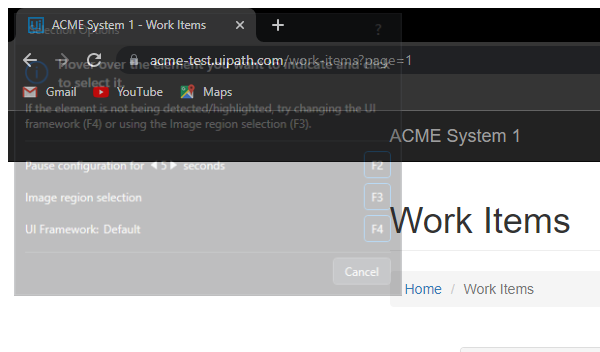 ACME System 1 - Work Items
Selection Options ?
acme-test.uipath.com/work-items?page=1
Hover over the element you want to indicate and click
to select it.
Gmail YouTube Maps
If the element is not being detected/highlighted, try changing the UI
framework (F4) or using the Image region selection (F3).
ACME System 1
Pause configuration for 5 seconds F2
Image region selection F3
Work Items
UI Framework: Default F4
Cancel
Home / Work Items